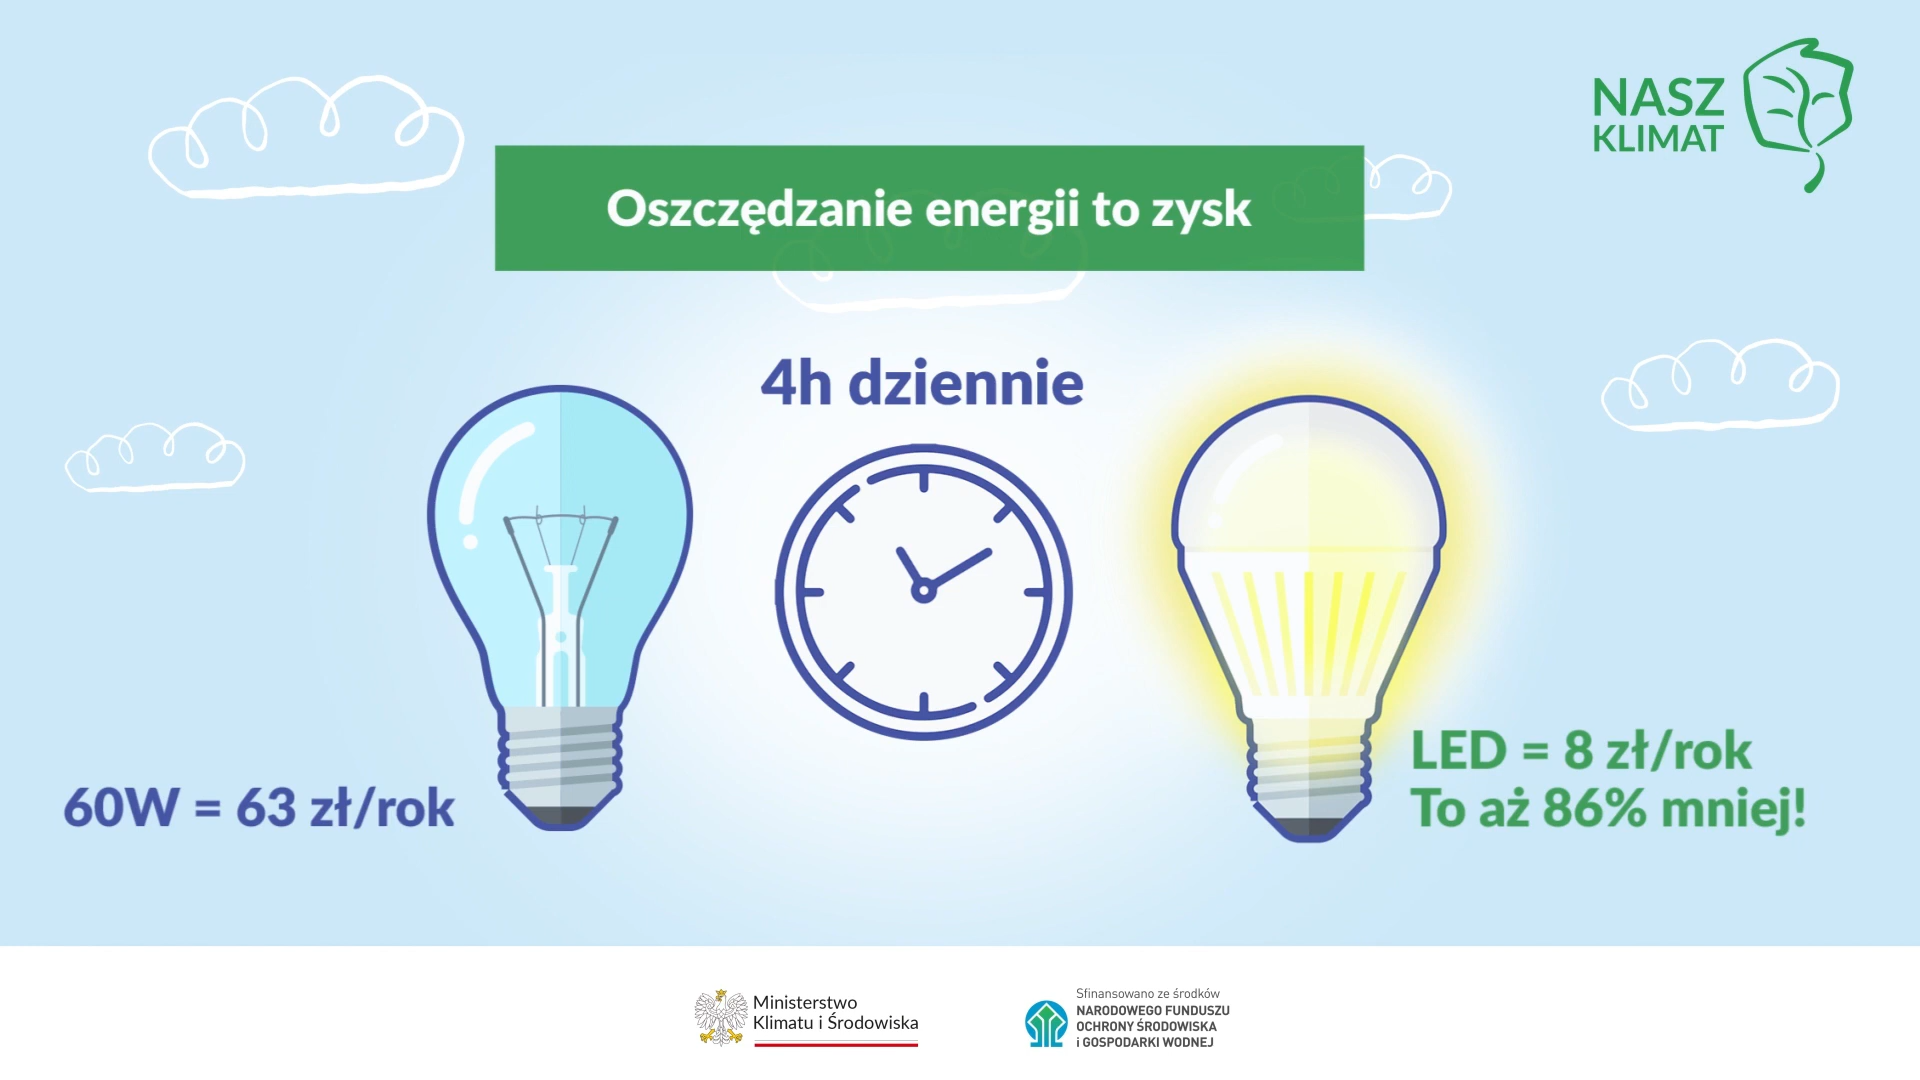 NASZ
KLIMAT
Oszczędzanie energii to zysk
4h dziennie
60W = 63 zł/rok
LED = 8 zł/rok
To aż 86% mniej!
Ministerstwo
Klimatu i Środowiska
Sfinansowano ze środków
NARODOWEGO FUNDUSZU
OCHRONY ŚRODOWISKA
i GOSPODARKI WODNEJ